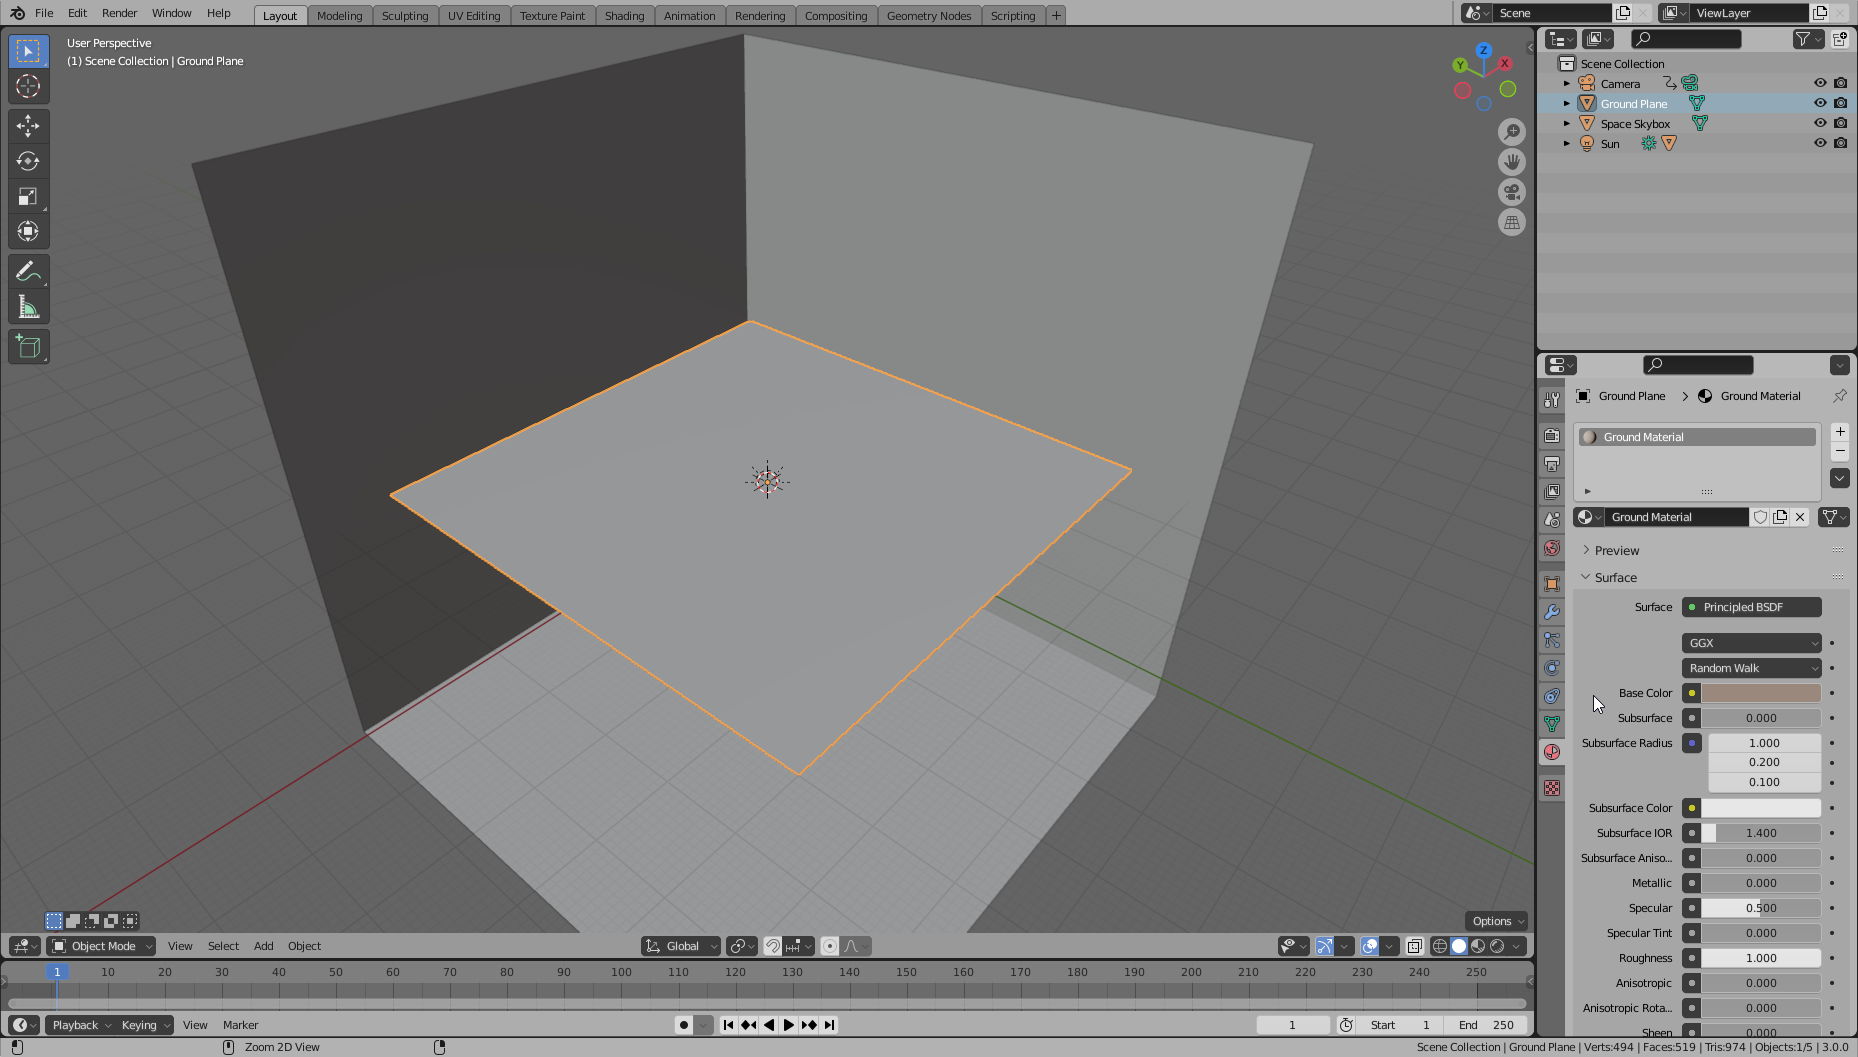 File Edit Render Window Help
Layout Modeling Sculpting UV Editing Texture Paint Shading Animation Rendering Compositing Geometry Nodes Scripting +
Scene
ViewLayer
User Perspective
(1) Scene Collection | Ground Plane
Z
Y
X
Scene Collection
Camera
Ground Plane
Space Skybox
Sun
Ground Plane > Ground Material
Ground Material
Ground Material
Preview
Surface
Surface Principled BSDF
GGX
Random Walk
Base Color
Subsurface 0.000
Subsurface Radius 1.000
0.200
0.100
Subsurface Color
Subsurface IOR 1.400
Subsurface Aniso... 0.000
Metallic 0.000
Specular 0.500
Specular Tint 0.000
Roughness 1.000
Anisotropic 0.000
Anisotropic Rota... 0.000
Sheen 0.000
Options
Object Mode View Select Add Object
Global
1 10 20 30 40 50 60 70 80 90 100 110 120 130 140 150 160 170 180 190 200 210 220 230 240 250
Playback Keying View Marker
1 Start 1 End 250
Zoom 2D View
Scene Collection | Ground Plane | Verts:494 | Faces:519 | Tris:974 | Objects:1/5 | 3.0.0